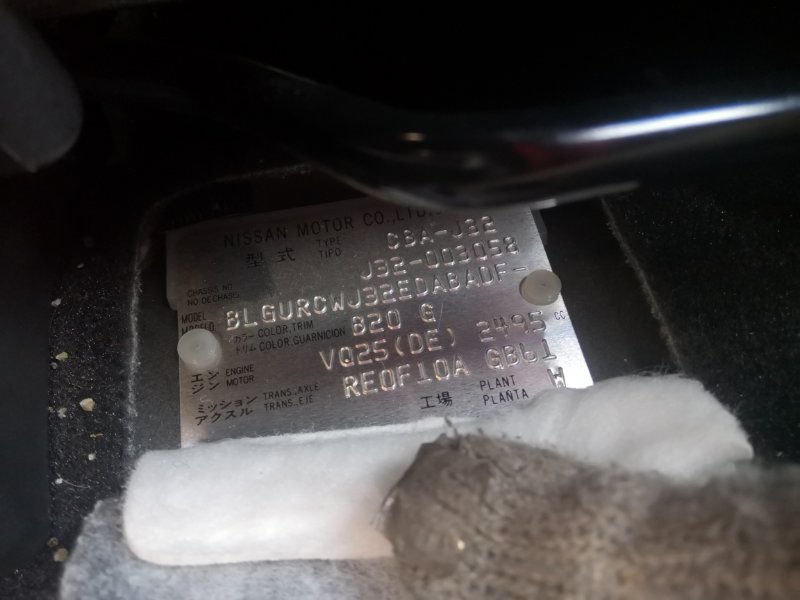 NISSAN MOTOR CO.,LTD.
型式 TYPE TIPO CBA-J32
CHASSIS NO. NO. DE CHASIS J32-003058
MODEL MODELO BLGURCWJ32EDABADF-
カラー COLOR,TRIM トリム COLOR,GUARNICION B20 G
エンジン ENGINE MOTOR VQ25(DE) 2495 CC
ミッション アクスル TRANS.,AXLE TRANS.,EJE RE0F10A GB61
工場 PLANT PLANTA W